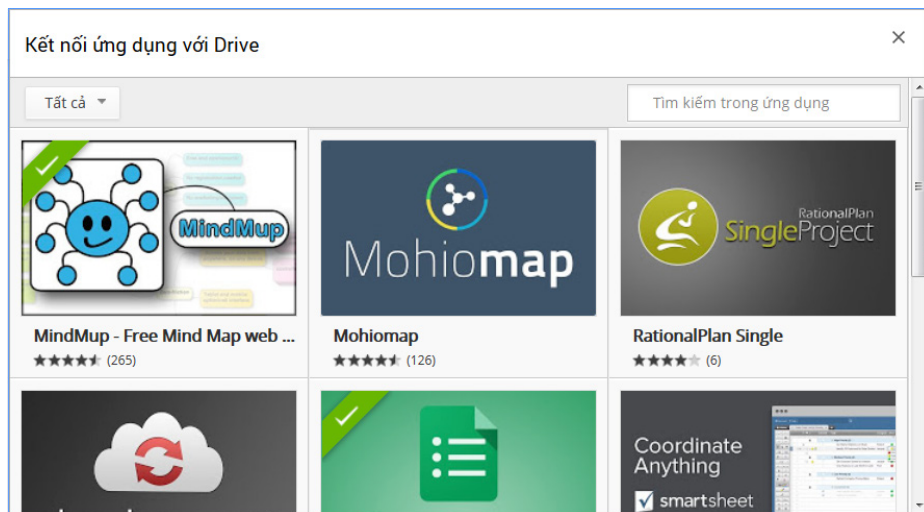 Kết nối ứng dụng với Drive
Tất cả
Tìm kiếm trong ứng dụng
MindMup
Mohiomap
RationalPlan
SingleProject
MindMup - Free Mind Map web ...
(265)
Mohiomap
(126)
RationalPlan Single
(6)
Coordinate
Anything
smartsheet